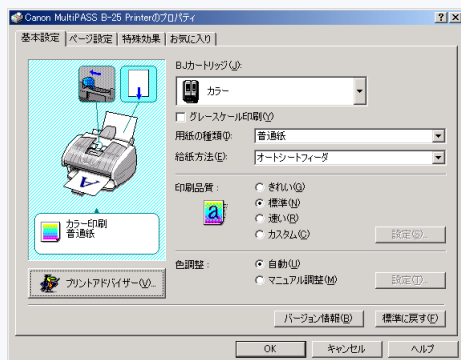 Canon MultiPASS B-25 Printerのプロパティ
基本設定 ページ設定 特殊効果 お気に入り
BJカートリッジ(J):
カラー
グレースケール印刷(Y)
用紙の種類(I):
普通紙
給紙方法(E):
オートシートフィーダ
カラー印刷
普通紙
印刷品質:
きれい(G)
標準(N)
速い(R)
カスタム(C)
設定(S)...
色調整:
自動(U)
マニュアル調整(M)
設定(T)...
プリントアドバイザー(V)...
バージョン情報(B)
標準に戻す(F)
OK
キャンセル
ヘルプ